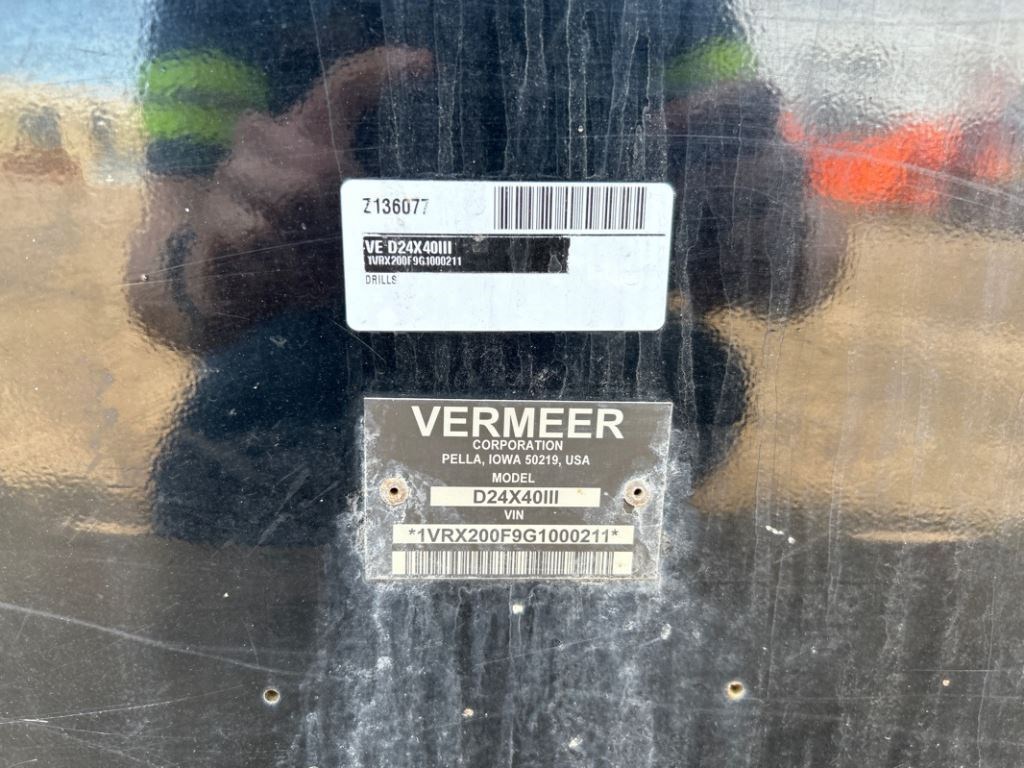 Z136077
VE D24X40III
1VRX200F9G1000211
DRILLS
VERMEER
CORPORATION
PELLA, IOWA 50219, USA
MODEL
D24X40III
VIN
*1VRX200F9G1000211*